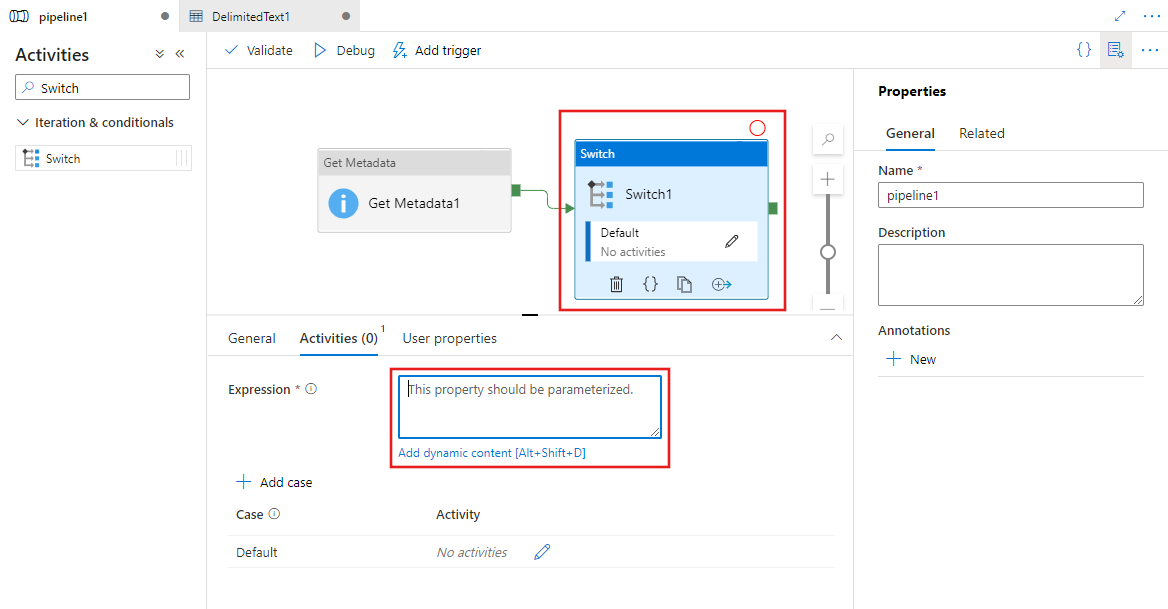 pipeline1
DelimitedText1
Activities
Switch
Iteration & conditionals
Switch
Validate
Debug
Add trigger
{}
Get Metadata
Get Metadata1
Switch
Switch1
Default
No activities
{}
General
Activities (0) 1
User properties
Expression *
This property should be parameterized.
Add dynamic content [Alt+Shift+D]
Add case
Case
Activity
Default
No activities
Properties
General
Related
Name *
pipeline1
Description
Annotations
New